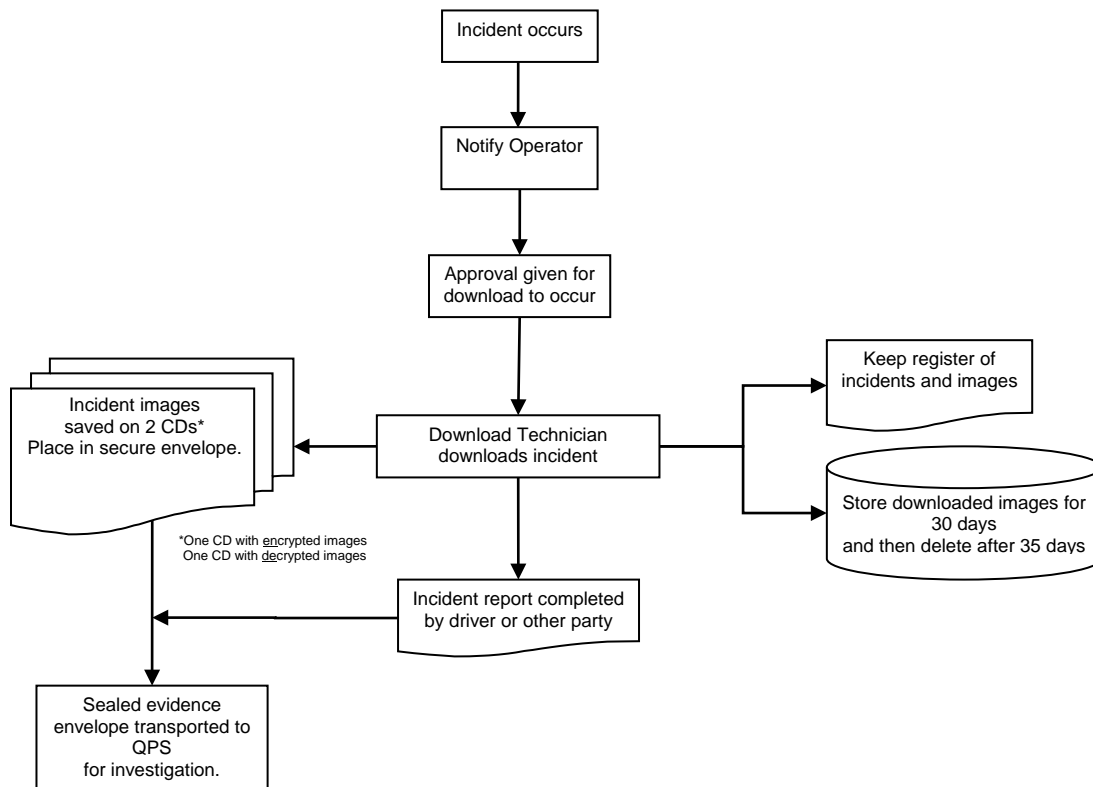 Incident occurs
Notify Operator
Approval given for
download to occur
Keep register of
incidents and images
Incident images
saved on 2 CDs*
Place in secure envelope.
Download Technician
downloads incident
Store downloaded images for
30 days
and then delete after 35 days
*One CD with encrypted images
One CD with decrypted images
Incident report completed
by driver or other party
Sealed evidence
envelope transported to
QPS
for investigation.